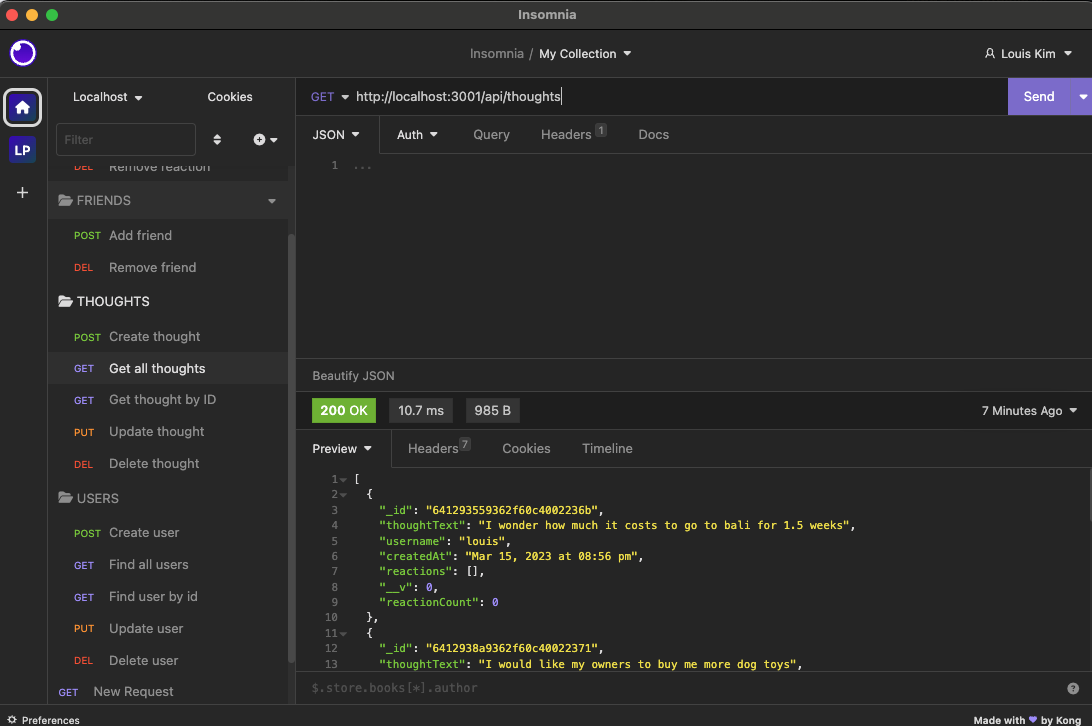 Insomnia
Insomnia / My Collection
Louis Kim
Localhost
Cookies
GET http://localhost:3001/api/thoughts
Send
Filter
JSON
Auth
Query
Headers 1
Docs
LP
1 ...
DEL Remove reaction
FRIENDS
POST Add friend
DEL Remove friend
THOUGHTS
POST Create thought
GET Get all thoughts
GET Get thought by ID
PUT Update thought
DEL Delete thought
USERS
POST Create user
GET Find all users
GET Find user by id
PUT Update user
DEL Delete user
GET New Request
Beautify JSON
200 OK
10.7 ms
985 B
7 Minutes Ago
Preview
Headers 7
Cookies
Timeline
1 [
2 {
3 "_id": "641293559362f60c4002236b",
4 "thoughtText": "I wonder how much it costs to go to bali for 1.5 weeks",
5 "username": "louis",
6 "createdAt": "Mar 15, 2023 at 08:56 pm",
7 "reactions": [],
8 "__v": 0,
9 "reactionCount": 0
10 },
11 {
12 "_id": "6412938a9362f60c40022371",
13 "thoughtText": "I would like my owners to buy me more dog toys",
$.store.books[*].author
?
Preferences
Made with by Kong